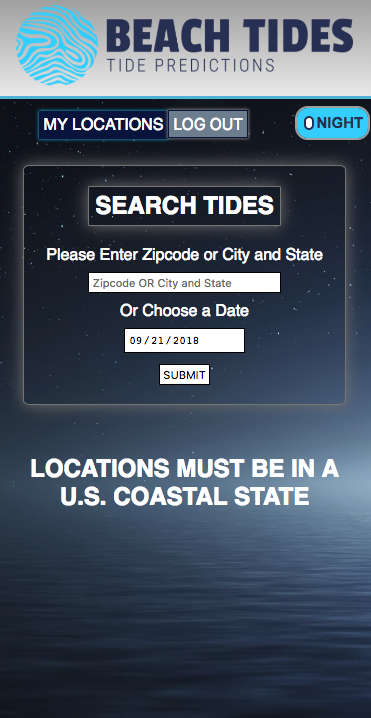 BEACH TIDES
TIDE PREDICTIONS
MY LOCATIONS LOG OUT NIGHT
SEARCH TIDES
Please Enter Zipcode or City and State
Zipcode OR City and State
Or Choose a Date
09/21/2018
SUBMIT
LOCATIONS MUST BE IN A
U.S. COASTAL STATE